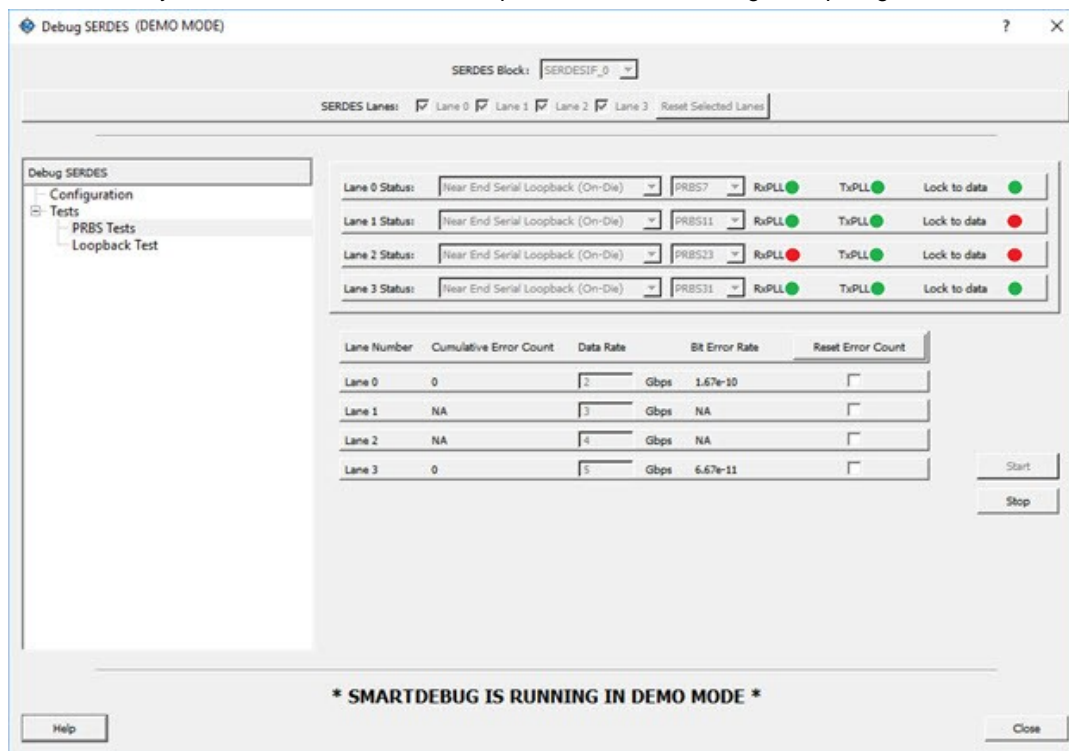 Debug SERDES (DEMO MODE) ? X
SERDES Block: SERDESIF_0
SERDES Lanes: Lane 0 Lane 1 Lane 2 Lane 3 Reset Selected Lanes
Debug SERDES
Configuration
Tests
PRBS Tests
Loopback Test
Lane 0 Status: Near End Serial Loopback (On-Die) PRBS7 RxPLL TxPLL Lock to data
Lane 1 Status: Near End Serial Loopback (On-Die) PRBS11 RxPLL TxPLL Lock to data
Lane 2 Status: Near End Serial Loopback (On-Die) PRBS23 RxPLL TxPLL Lock to data
Lane 3 Status: Near End Serial Loopback (On-Die) PRBS31 RxPLL TxPLL Lock to data
Lane Number Cumulative Error Count Data Rate Bit Error Rate Reset Error Count
Lane 0 0 2 Gbps 1.67e-10
Lane 1 NA 3 Gbps NA
Lane 2 NA 4 Gbps NA
Lane 3 0 5 Gbps 6.67e-11
Start
Stop
* SMARTDEBUG IS RUNNING IN DEMO MODE *
Help Close